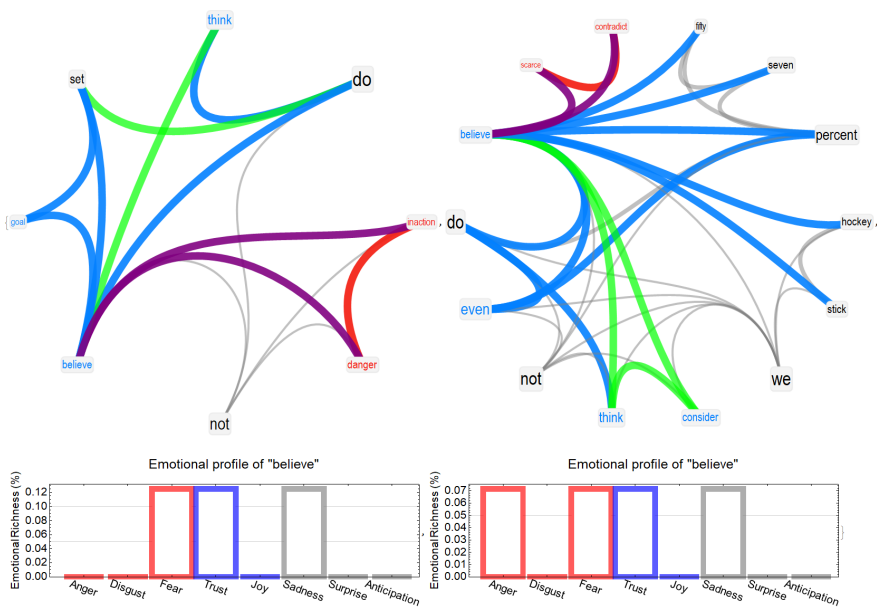 think
set
do
{ goal
inaction ,
believe
danger
not
contradict
fifty
scarce
seven
believe
percent
do
hockey ,
even
stick
not
we
think
consider
Emotional profile of "believe"
Emotional Richness (%)
0.12
0.10
0.08
0.06
0.04
0.02
0.00
Anger Disgust Fear Trust Joy Sadness Surprise Anticipation
,
Emotional profile of "believe"
Emotional Richness (%)
0.07
0.06
0.05
0.04
0.03
0.02
0.01
0.00
Anger Disgust Fear Trust Joy Sadness Surprise Anticipation
}